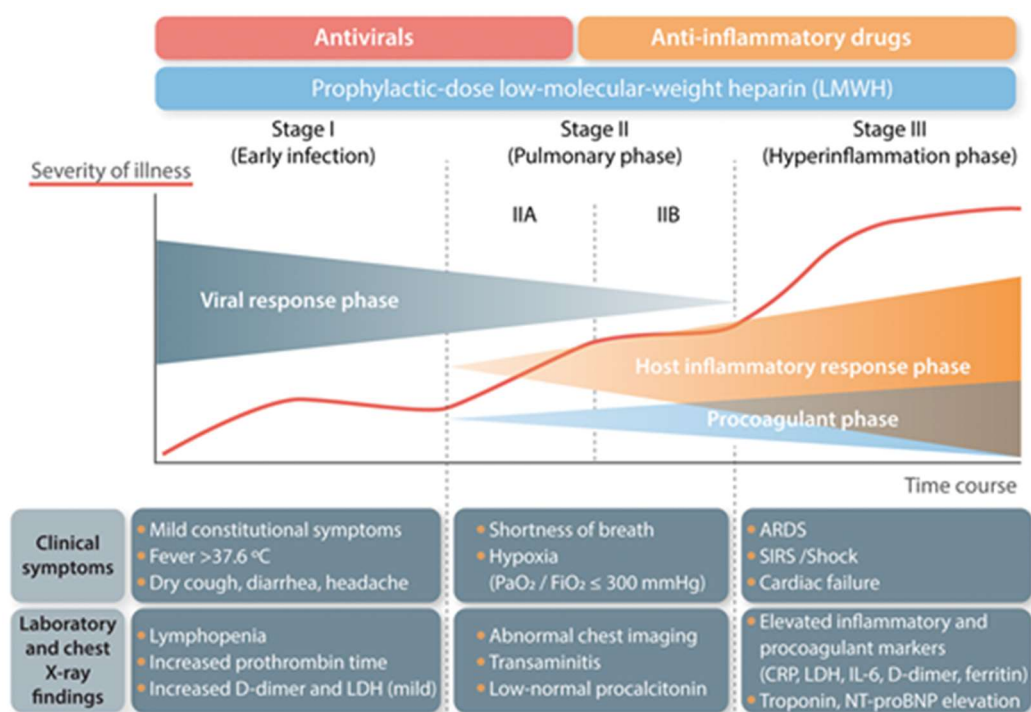 Antivirals
Anti-inflammatory drugs
Prophylactic-dose low-molecular-weight heparin (LMWH)
Stage I
(Early infection)
Stage II
(Pulmonary phase)
Stage III
(Hyperinflammation phase)
Severity of illness
IIA
IIB
Viral response phase
Host inflammatory response phase
Procoagulant phase
Time course
Clinical
symptoms
• Mild constitutional symptoms
• Fever >37.6 ºC
• Dry cough, diarrhea, headache
• Shortness of breath
• Hypoxia
(PaO₂ / FiO₂ ≤ 300 mmHg)
• ARDS
• SIRS /Shock
• Cardiac failure
Laboratory
and chest
X-ray
findings
• Lymphopenia
• Increased prothrombin time
• Increased D-dimer and LDH (mild)
• Abnormal chest imaging
• Transaminitis
• Low-normal procalcitonin
• Elevated inflammatory and
procoagulant markers
(CRP, LDH, IL-6, D-dimer, ferritin)
• Troponin, NT-proBNP elevation